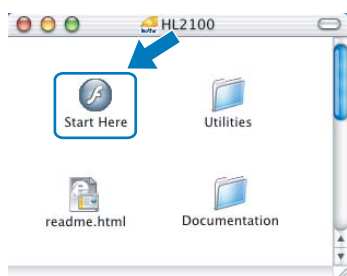 HL2100
Start Here
Utilities
readme.html
Documentation